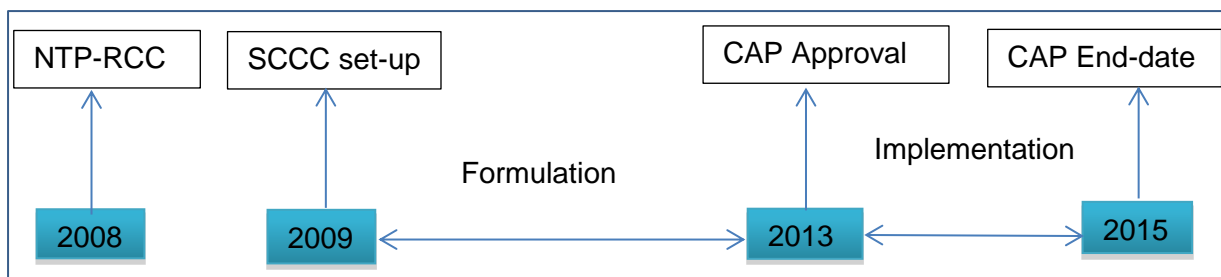 NTP-RCC
SCCC set-up
CAP Approval
CAP End-date
Formulation
Implementation
2008
2009
2013
2015